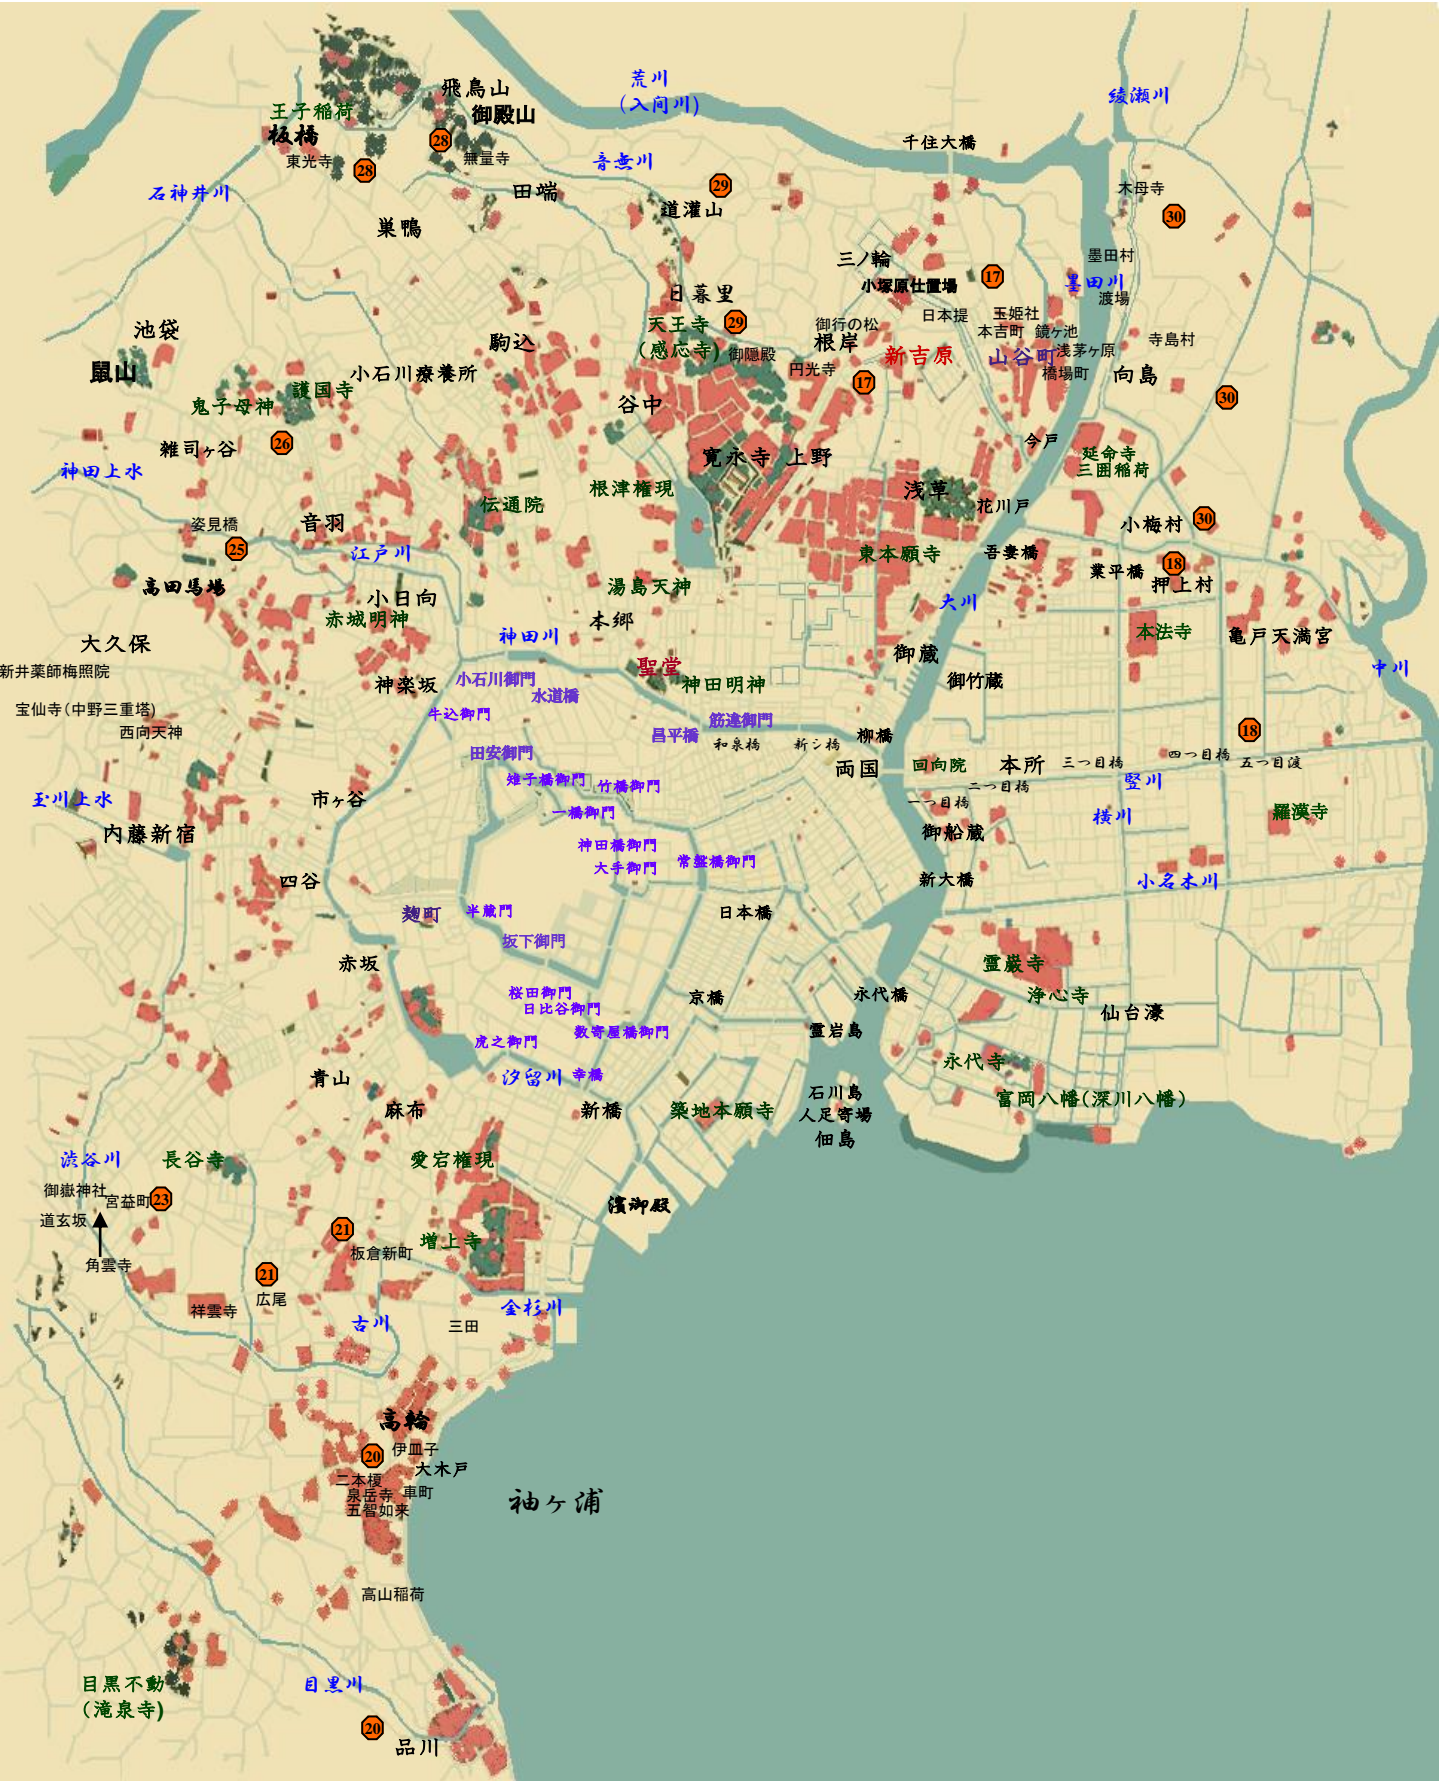 荒川
(入间川)
飛鳥山
御殿山
綾瀬川
王子稲荷
板橋
28
千住大橋
東光寺
28
無量寺
音無川
石神井川
田端
29
道灌山
木母寺
30
巣鴨
三ノ輪
墨田村
小塚原仕置場
17
墨田川
渡場
日暮里
天王寺
(感応寺)
29
御隠殿
御行の松
根岸
日本提
玉姫社
本吉町
鏡ヶ池
寺島村
池袋
駒込
円光寺
新吉原
山谷町
浅茅ヶ原
橋場町
向島
鼠山
小石川療養所
17
護国寺
鬼子母神
谷中
30
雑司ヶ谷
26
寛永寺
上野
今戸
延命寺
三囲稲荷
神田上水
根津権現
浅草
伝通院
花川戸
姿見橋
音羽
小梅村
30
25
江戸川
東本願寺
吾妻橋
業平橋
18
押上村
高田馬場
小日向
湯島天神
大川
赤城明神
本郷
本法寺
亀戸天満宮
大久保
神田川
御蔵
聖堂
中川
新井薬師梅照院
神楽坂
小石川御門
水道橋
神田明神
御竹蔵
宝仙寺(中野三重塔)
西向天神
牛込御門
昌平橋
筋違御門
和泉橋
新シ橋
柳橋
18
田安御門
両国
回向院
本所
三つ目橋
四つ目橋
五つ目渡
雉子橋御門
竹橋御門
二つ目橋
竪川
玉川上水
市ヶ谷
一橋御門
一つ目橋
横川
羅漢寺
内藤新宿
御船蔵
神田橋御門
大手御門
常盤橋御門
四谷
新大橋
小名木川
麹町
半蔵門
日本橋
坂下御門
赤坂
霊巌寺
桜田御門
日比谷御門
京橋
永代橋
浄心寺
仙台濠
虎之御門
数寄屋橋御門
霊岩島
永代寺
青山
汐留川
幸橋
石川島
人足寄場
佃島
富岡八幡(深川八幡)
麻布
新橋
築地本願寺
渋谷川
長谷寺
愛宕権現
御嶽神社
宮益町
23
道玄坂
濱御殿
21
増上寺
板倉新町
角雲寺
21
広尾
祥雲寺
金杉川
古川
三田
高輪
20
伊皿子
大木戸
二本榎
泉岳寺
車町
五智如来
袖ヶ浦
高山稲荷
目黒不動
(滝泉寺)
目黒川
20
品川